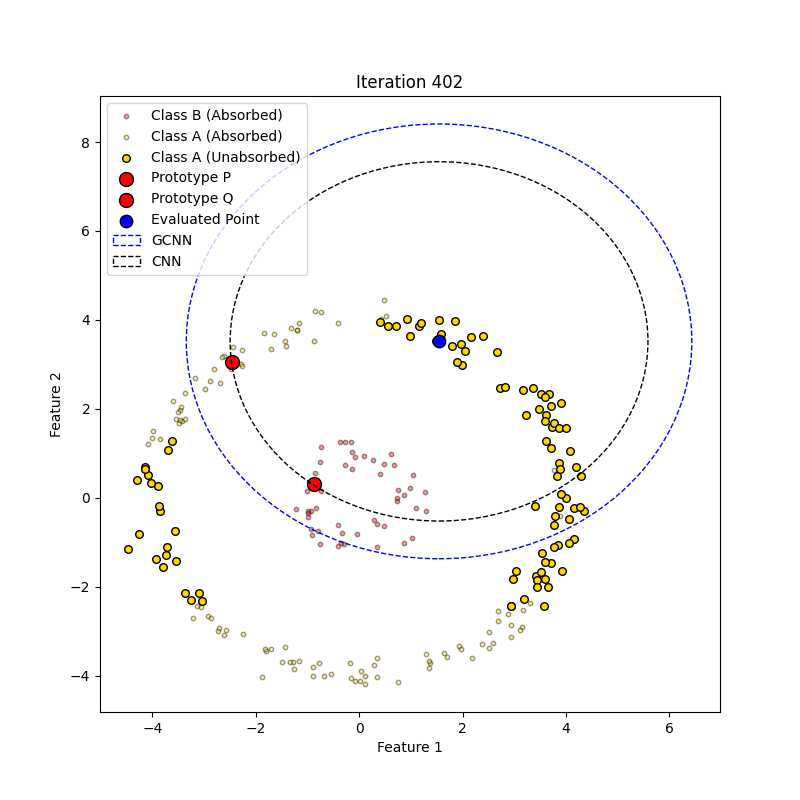 Iteration 402
Class B (Absorbed)
Class A (Absorbed)
Class A (Unabsorbed)
Prototype P
Prototype Q
Evaluated Point
GCNN
CNN
8
6
4
2
0
−2
−4
Feature 2
−4 −2 0 2 4 6
Feature 1